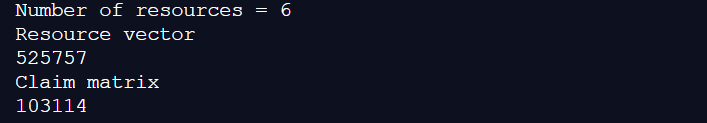 Number of resources = 6
Resource vector
525757
Claim matrix
103114